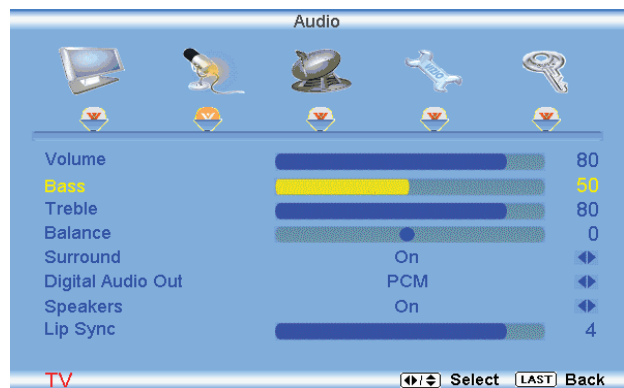 Audio
VIZIO
Volume 80
Bass 50
Treble 80
Balance 0
Surround On
Digital Audio Out PCM
Speakers On
Lip Sync 4
TV Select LAST Back